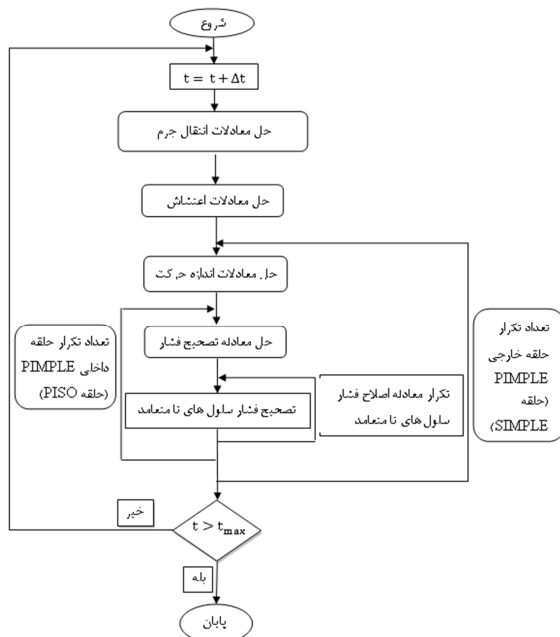 شروع
t = t+Δt
حل معادلات انتقال جرم
حل معادلات اغتشاش
حل معادلات اندازه حرکت
حل معادله تصحیح فشار
تصحیح فشار سلول های نا متعامد
تکرار معادله اصلاح فشار
سلول های نا متعامد
تعداد تکرار حلقه
داخلی PIMPLE
(حلقه PISO)
تعداد تکرار
حلقه خارجی
PIMPLE
(حلقه
SIMPLE)
t > tmax
خیر
بله
پایان